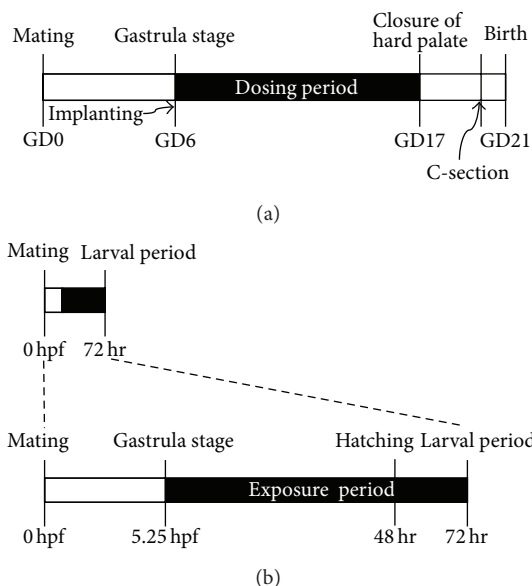 Mating
Gastrula stage
Closure of
hard palate
Birth
Dosing period
Implanting
GD0
GD6
GD17
GD21
C-section
(a)
Mating
Larval period
0 hpf
72 hr
Mating
Gastrula stage
Hatching
Larval period
Exposure period
0 hpf
5.25 hpf
48 hr
72 hr
(b)